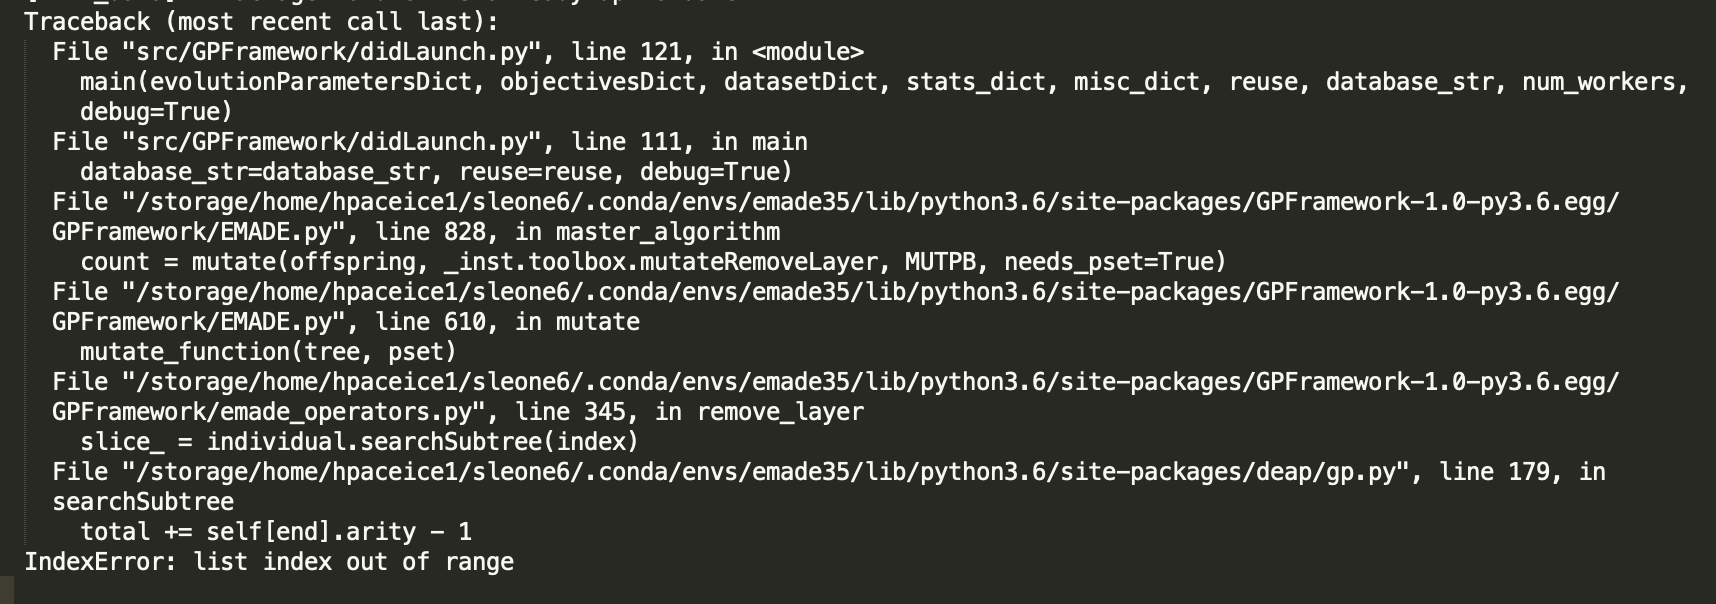 Traceback (most recent call last):
File "src/GPFramework/didLaunch.py", line 121, in <module>
main(evolutionParametersDict, objectivesDict, datasetDict, stats_dict, misc_dict, reuse, database_str, num_workers,
debug=True)
File "src/GPFramework/didLaunch.py", line 111, in main
database_str=database_str, reuse=reuse, debug=True)
File "/storage/home/hpaceice1/sleone6/.conda/envs/emade35/lib/python3.6/site-packages/GPFramework-1.0-py3.6.egg/
GPFramework/EMADE.py", line 828, in master_algorithm
count = mutate(offspring, _inst.toolbox.mutateRemoveLayer, MUTPB, needs_pset=True)
File "/storage/home/hpaceice1/sleone6/.conda/envs/emade35/lib/python3.6/site-packages/GPFramework-1.0-py3.6.egg/
GPFramework/EMADE.py", line 610, in mutate
mutate_function(tree, pset)
File "/storage/home/hpaceice1/sleone6/.conda/envs/emade35/lib/python3.6/site-packages/GPFramework-1.0-py3.6.egg/
GPFramework/emade_operators.py", line 345, in remove_layer
slice_ = individual.searchSubtree(index)
File "/storage/home/hpaceice1/sleone6/.conda/envs/emade35/lib/python3.6/site-packages/deap/gp.py", line 179, in
searchSubtree
total += self[end].arity - 1
IndexError: list index out of range